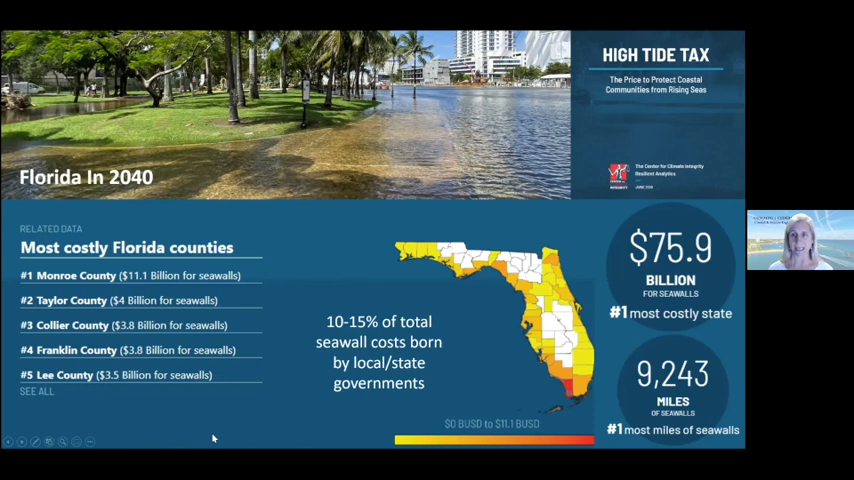 HIGH TIDE TAX
The Price to Protect Coastal
Communities from Rising Seas
The Center for Climate Integrity
Resilient Analytics
JUNE 2019
Florida In 2040
RELATED DATA
Most costly Florida counties
#1 Monroe County ($11.1 Billion for seawalls)
#2 Taylor County ($4 Billion for seawalls)
#3 Collier County ($3.8 Billion for seawalls)
#4 Franklin County ($3.8 Billion for seawalls)
#5 Lee County ($3.5 Billion for seawalls)
SEE ALL
10-15% of total
seawall costs born
by local/state
governments
$0 BUSD to $11.1 BUSD
$75.9
BILLION
FOR SEAWALLS
#1 most costly state
9,243
MILES
OF SEAWALLS
#1 most miles of seawalls